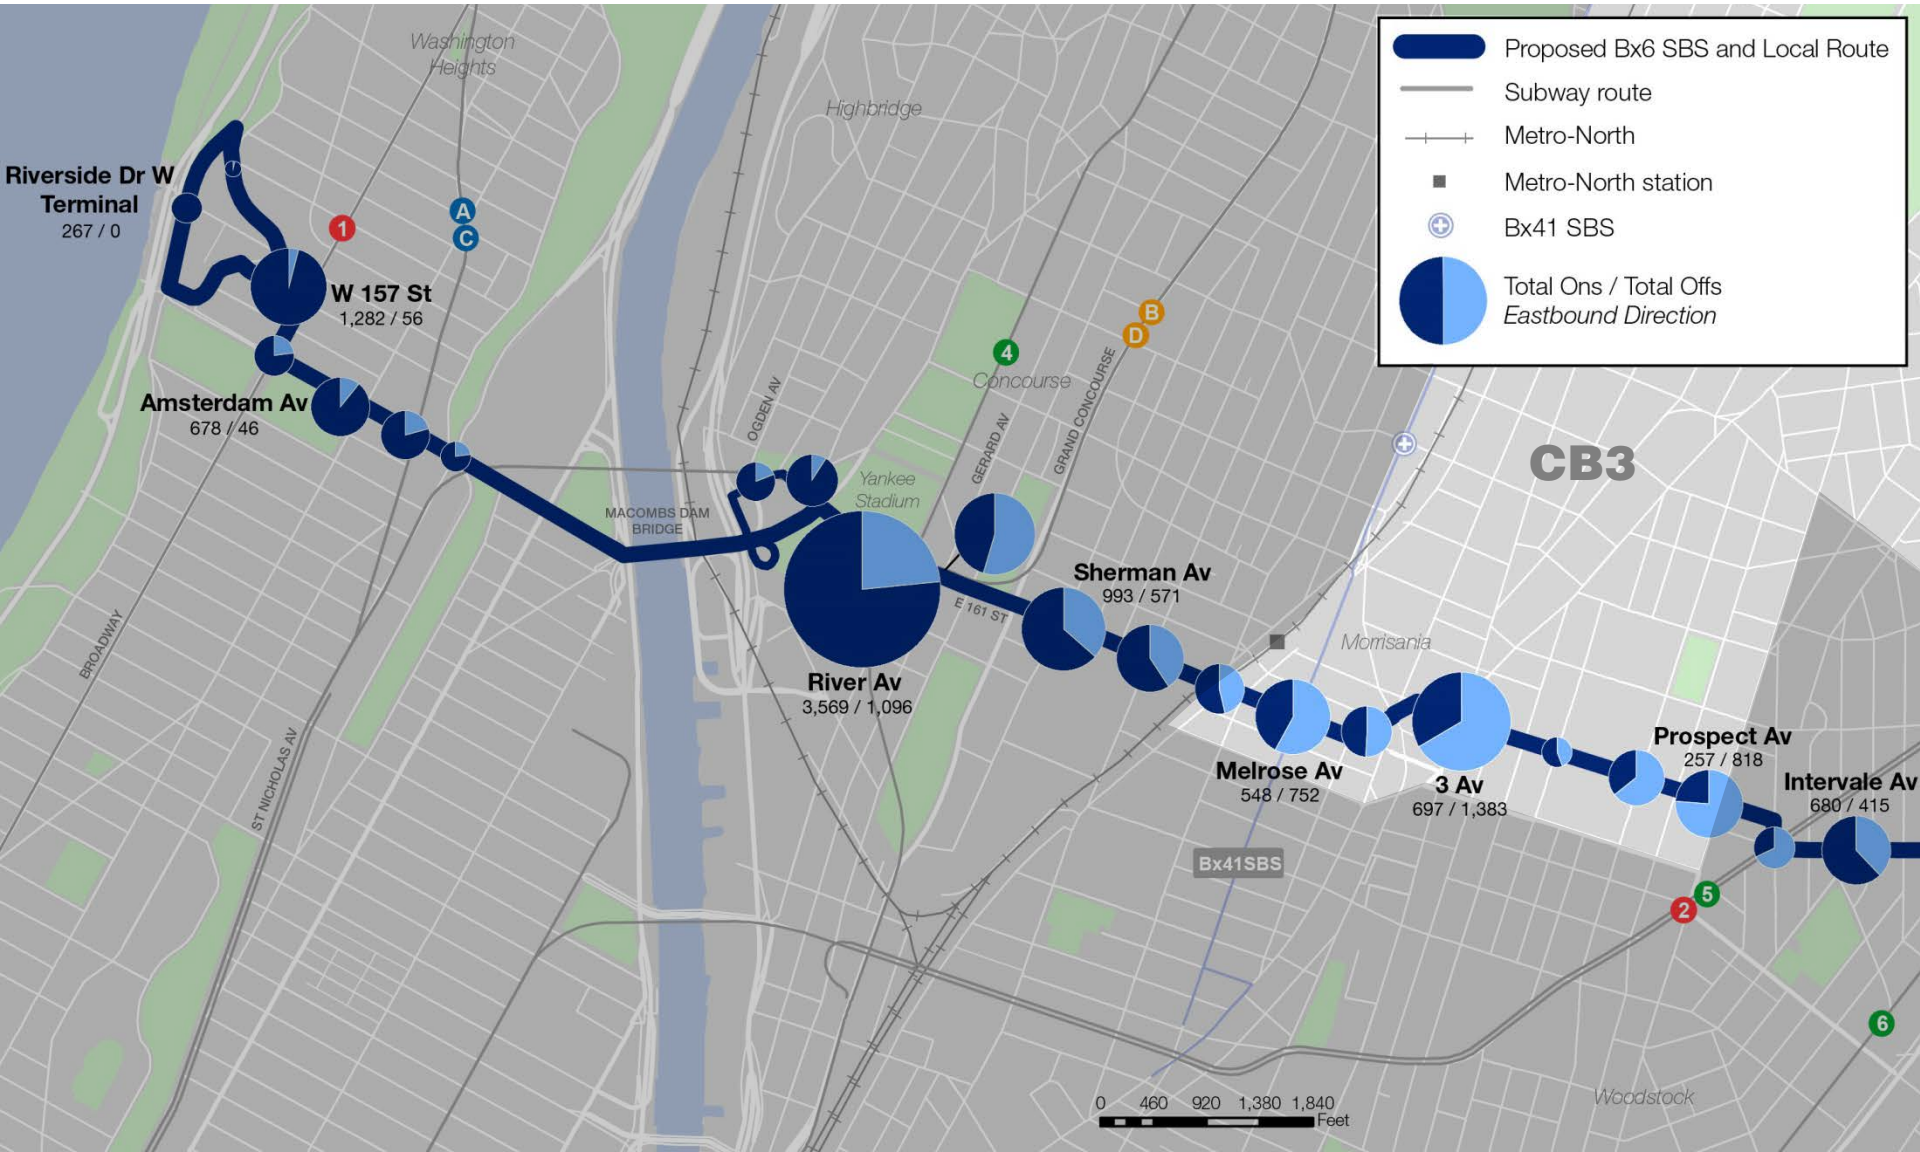 Washington
Heights
Highbridge
Proposed Bx6 SBS and Local Route
Subway route
Metro-North
Metro-North station
Bx41 SBS
Total Ons / Total Offs
Eastbound Direction
Riverside Dr W
Terminal
267 / 0
1
A
C
W 157 St
1,282 / 56
B
D
4
Concourse
Amsterdam Av
678 / 46
OGDEN AV
GERARD AV
GRAND CONCOURSE
CB3
Yankee
Stadium
MACOMBS DAM
BRIDGE
Sherman Av
993 / 571
E 161 ST
BROADWAY
Morrisania
River Av
3,569 / 1,096
ST NICHOLAS AV
Melrose Av
548 / 752
3 Av
697 / 1,383
Prospect Av
257 / 818
Intervale Av
680 / 415
Bx41SBS
5
2
6
Woodstock
0 460 920 1,380 1,840
Feet